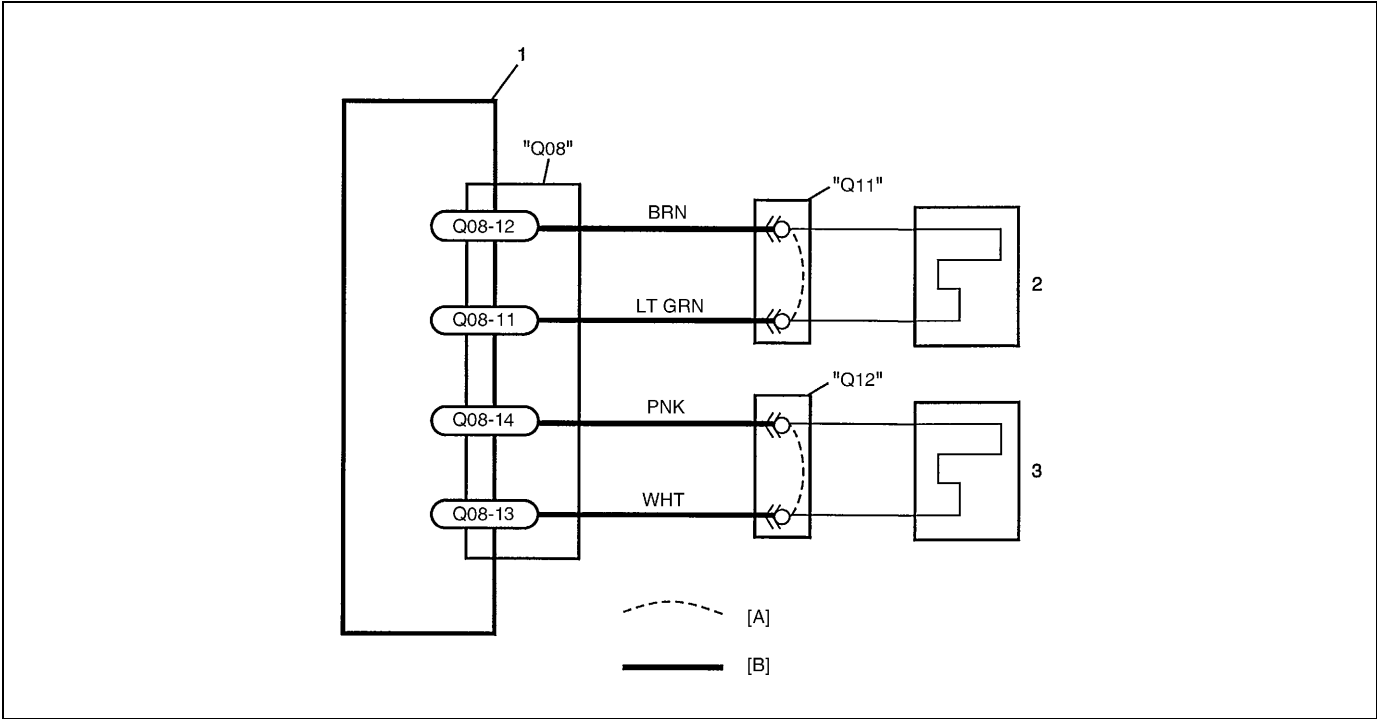 1
"Q08"
"Q11"
Q08-12
BRN
2
Q08-11
LT GRN
"Q12"
Q08-14
PNK
3
Q08-13
WHT
[A]
[B]